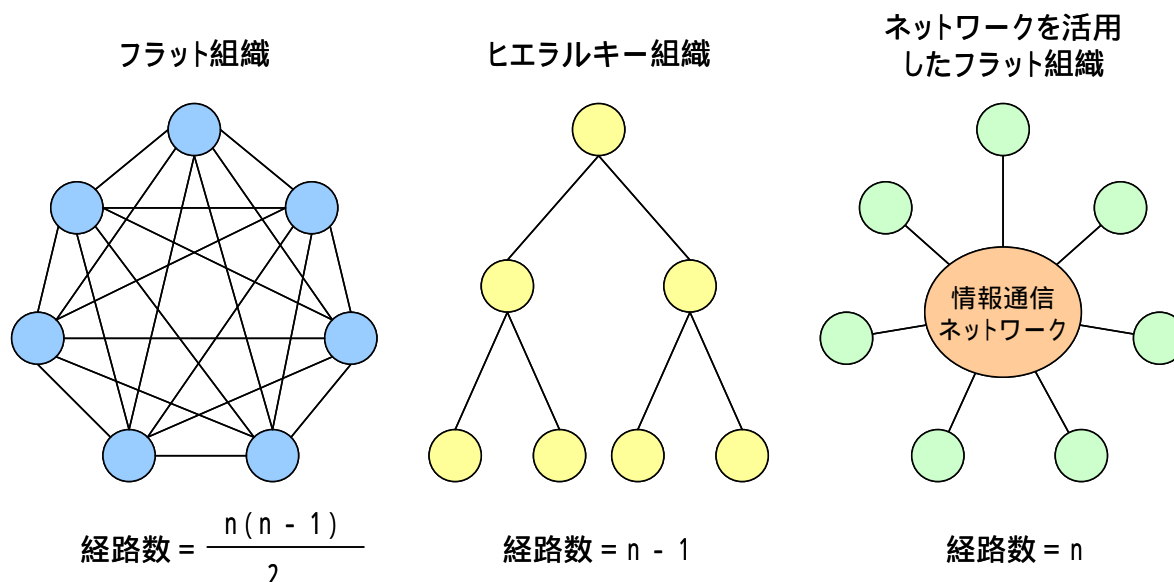 フラット組織
ヒエラルキー組織
ネットワークを活用
したフラット組織
情報通信
ネットワーク
経路数 = n(n - 1)
2
経路数 = n - 1
経路数 = n